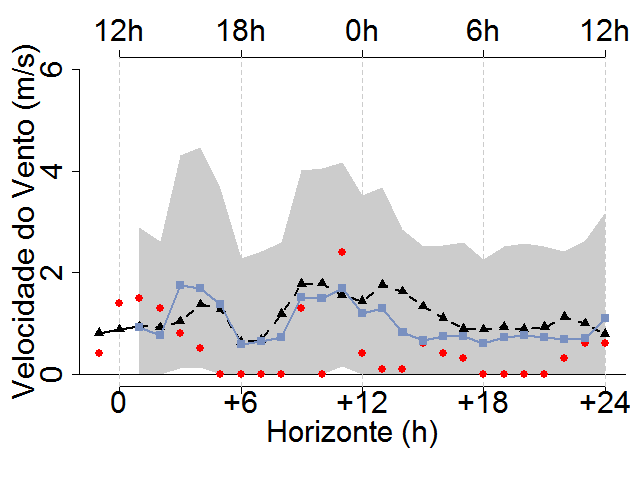 12h 18h 0h 6h 12h
Velocidade do Vento (m/s)
6
4
2
0
0 +6 +12 +18 +24
Horizonte (h)